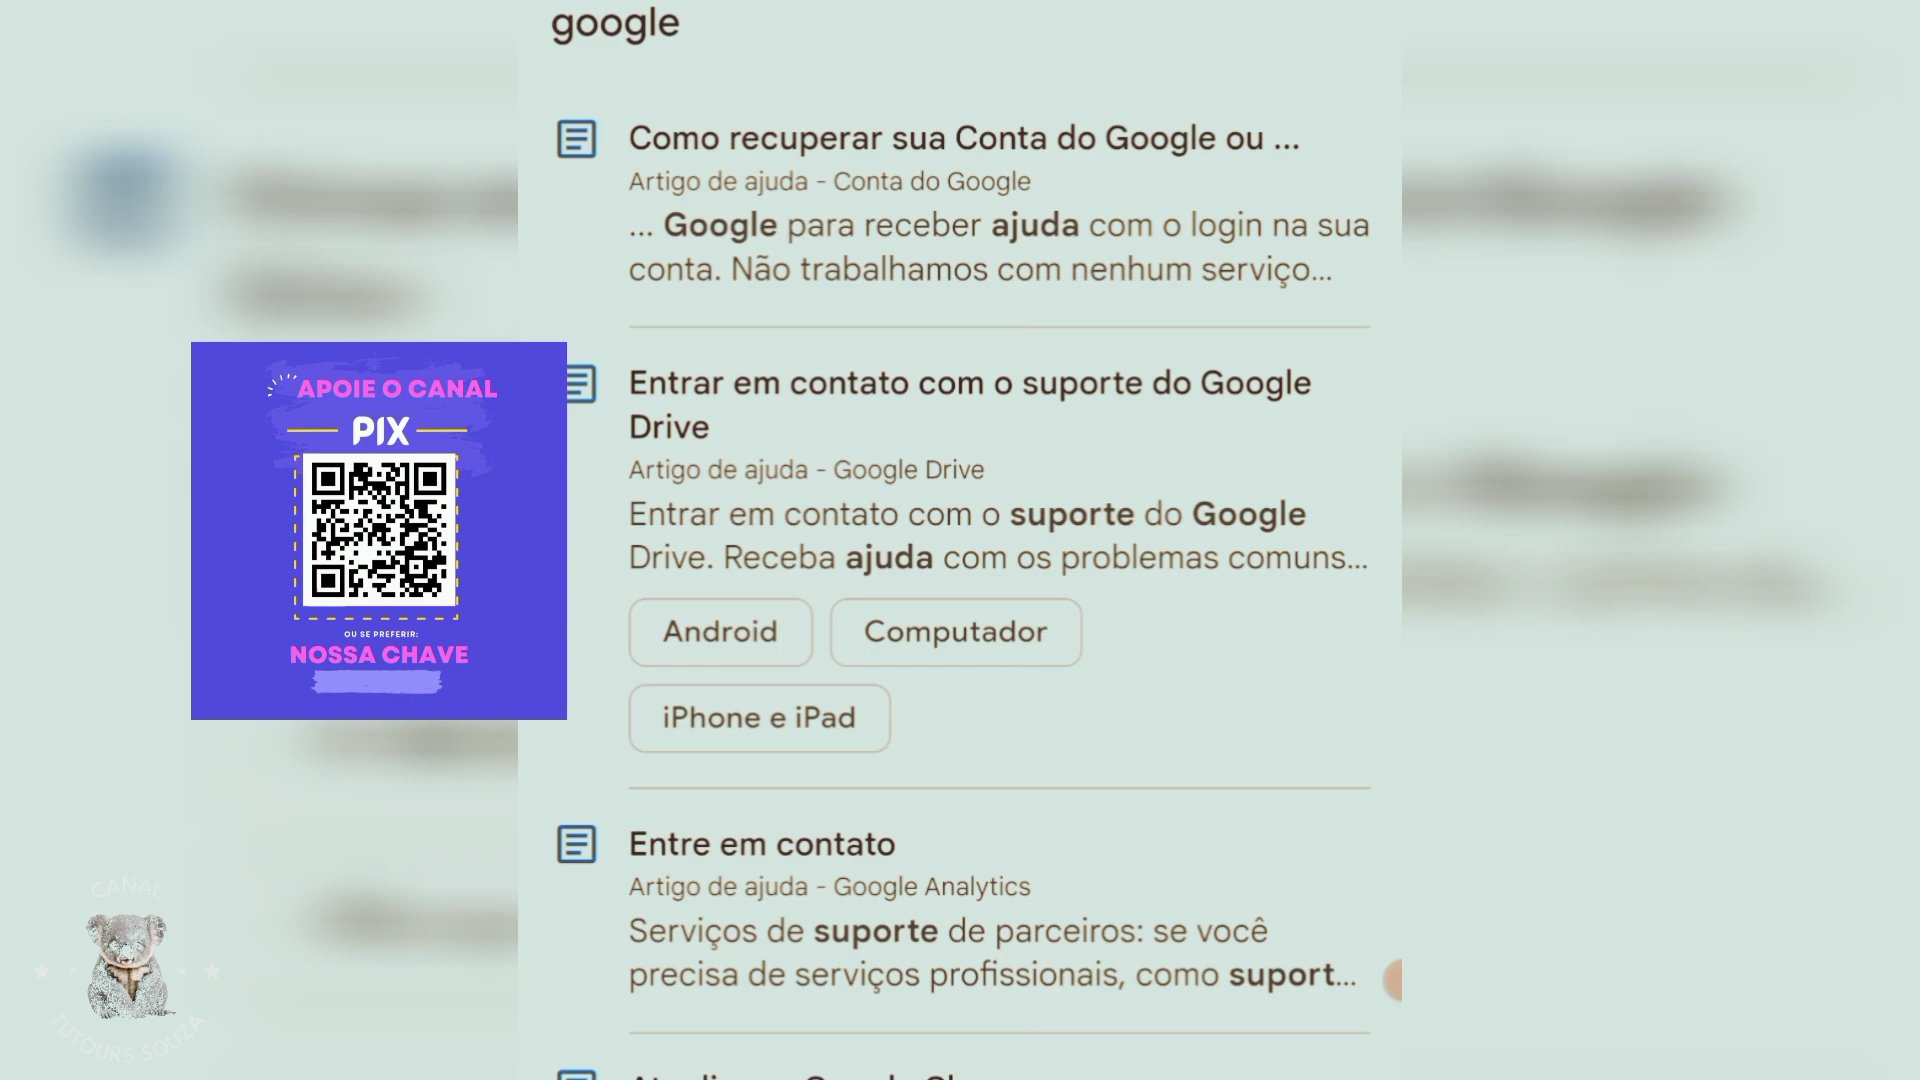 google
Como recuperar sua Conta do Google ou ...
Artigo de ajuda - Conta do Google
... Google para receber ajuda com o login na sua
conta. Não trabalhamos com nenhum serviço...
Entrar em contato com o suporte do Google
Drive
Artigo de ajuda - Google Drive
Entrar em contato com o suporte do Google
Drive. Receba ajuda com os problemas comuns...
Android
Computador
iPhone e iPad
Entre em contato
Artigo de ajuda - Google Analytics
Serviços de suporte de parceiros: se você
precisa de serviços profissionais, como suport...
APOIE O CANAL
PIX
OU SE PREFERIR:
NOSSA CHAVE
CANAL
TUTOURS SOUZA